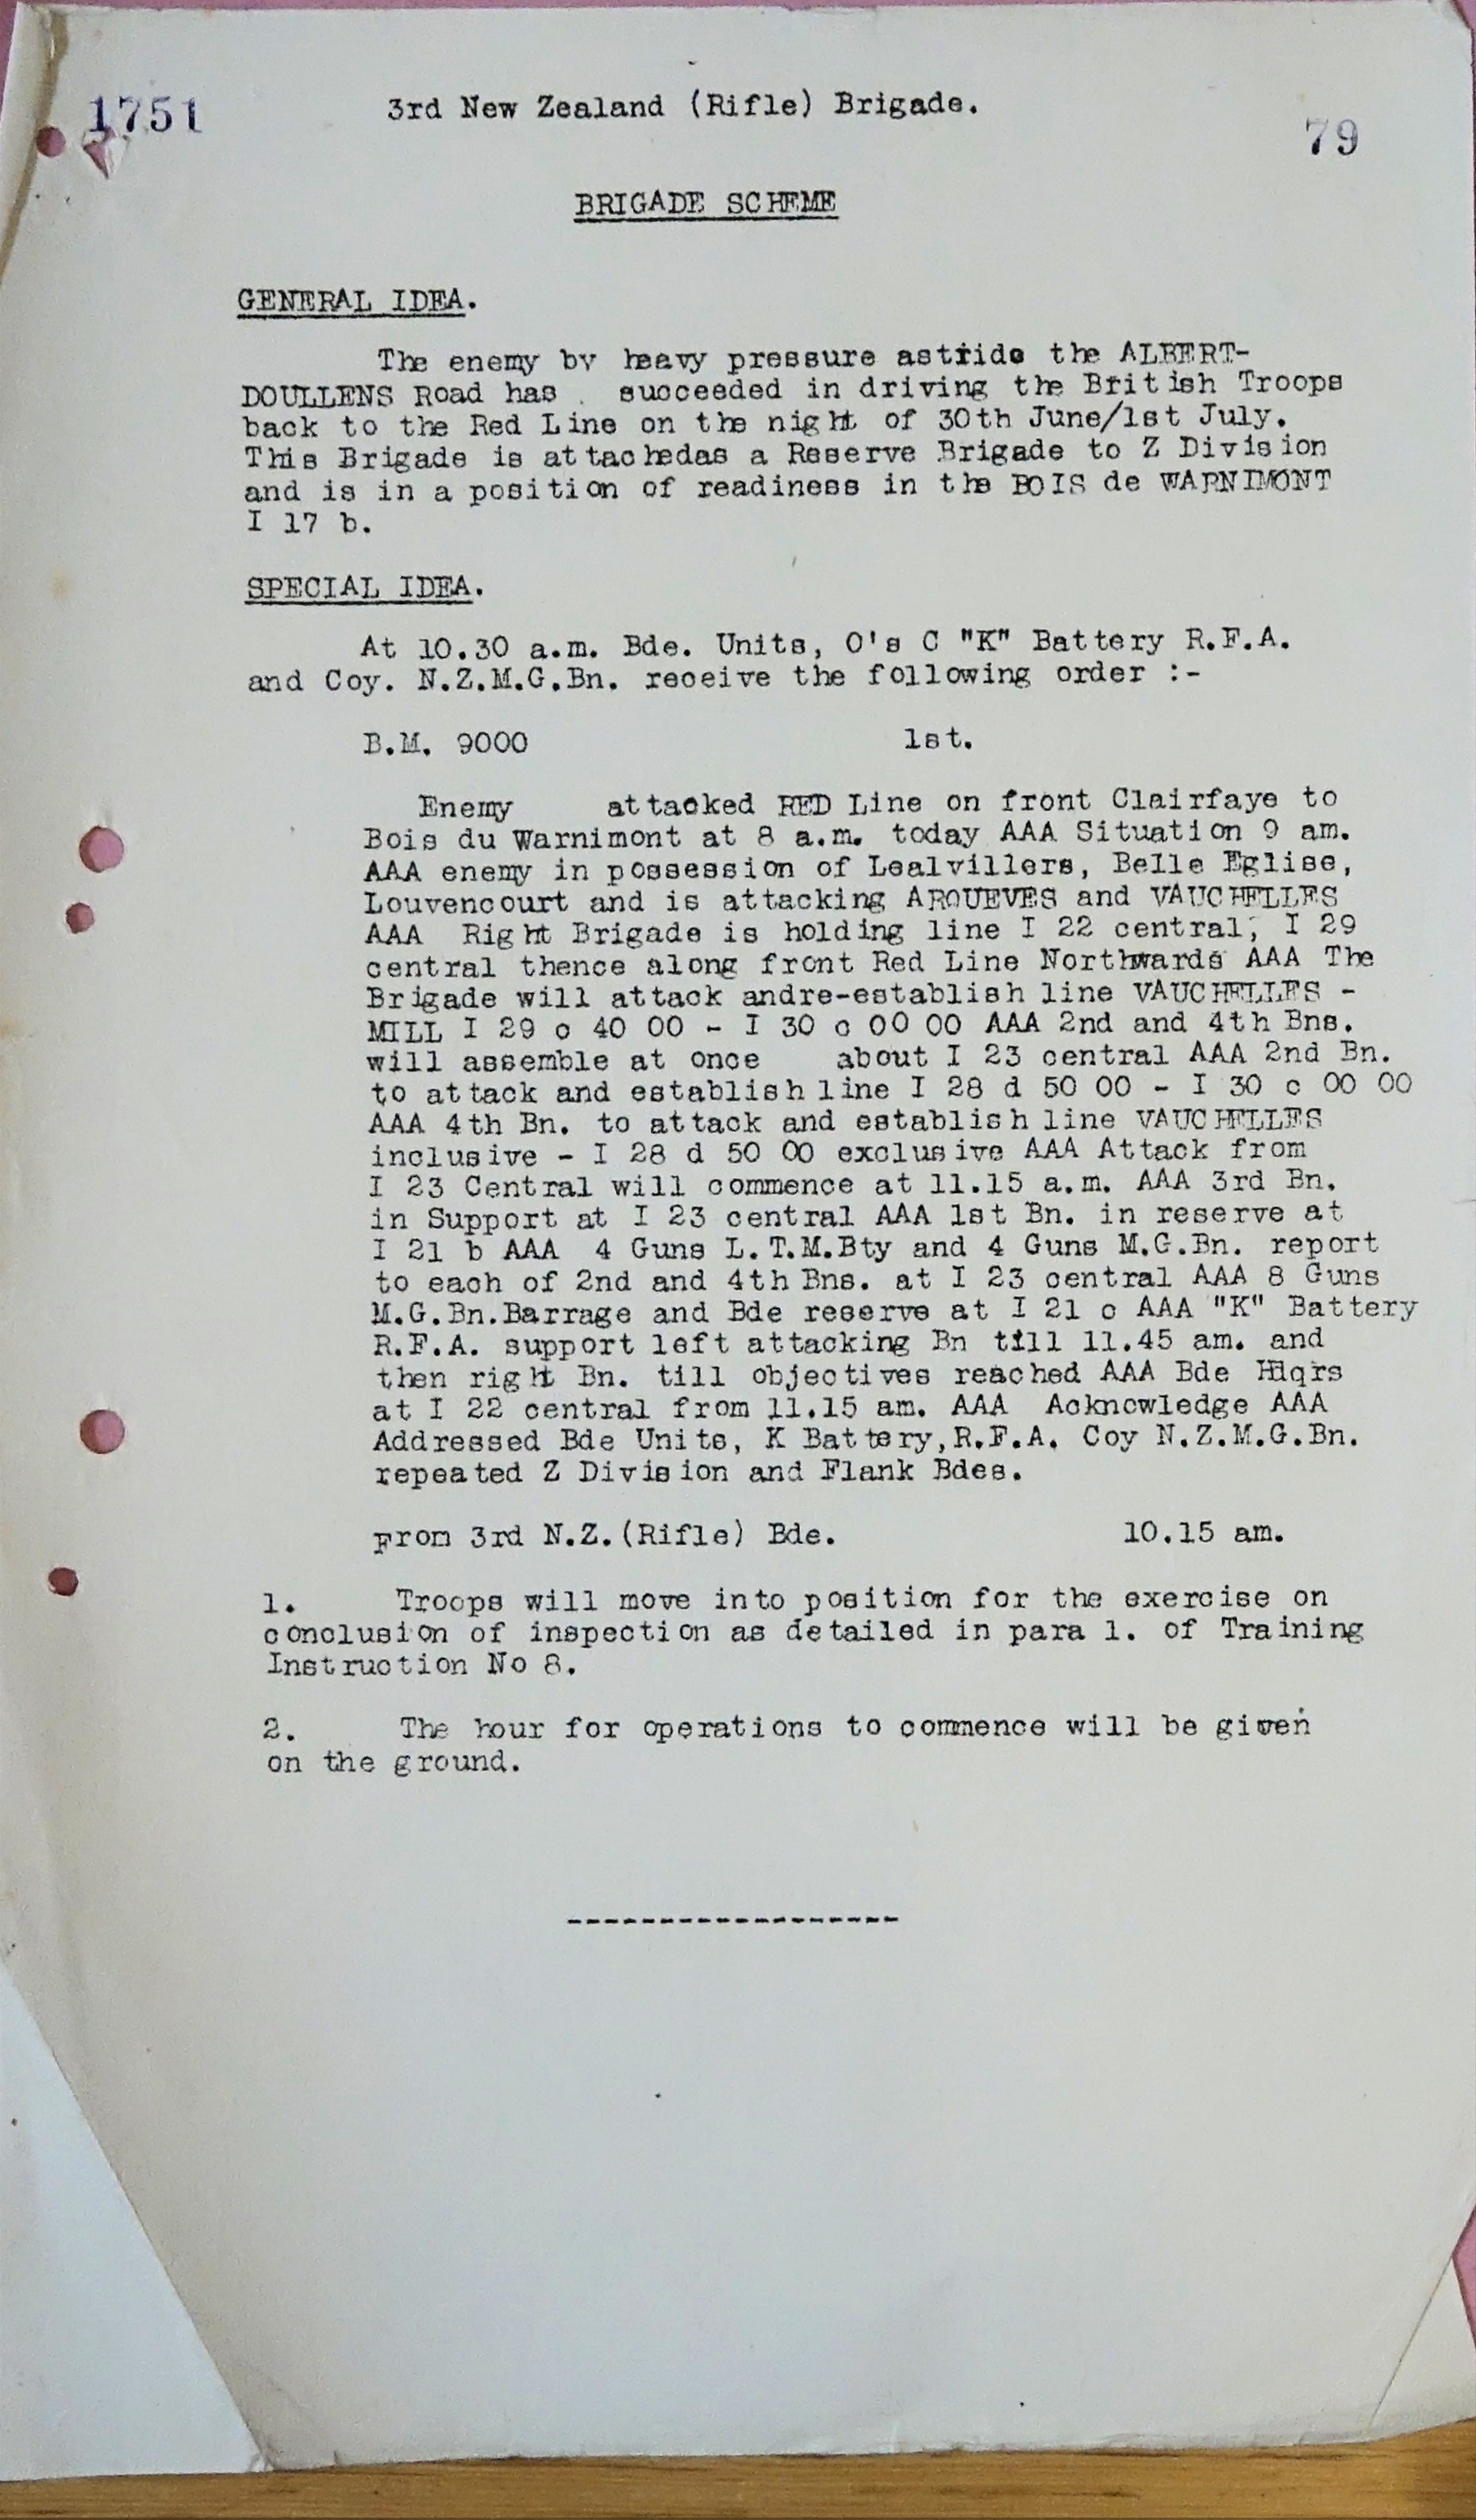 1751
3rd New Zealand (Rifle) Brigade.
79
BRIGADE SCHEME
GENERAL IDEA.
The enemy by heavy pressure astride the ALBERT-
DOULLENS Road has . succeeded in driving the British Troops
back to the Red Line on the night of 30th June/1st July.
This Brigade is attachedas a Reserve Brigade to Z Division
and is in a position of readiness in the BOIS de WARNIMONT
I 17 b.
SPECIAL IDEA.
At 10.30 a.m. Bde. Units, O's C "K" Battery R.F.A.
and Coy. N.Z.M.G.Bn. receive the following order :-
B.M. 9000 1st.
Enemy attacked RED Line on front Clairfaye to
Bois du Warnimont at 8 a.m. today AAA Situation 9 am.
AAA enemy in possession of Lealvillers, Belle Eglise,
Louvencourt and is attacking ARQUEVES and VAUCHELLES
AAA Right Brigade is holding line I 22 central, I 29
central thence along front Red Line Northwards AAA The
Brigade will attack andre-establish line VAUCHELLES -
MILL I 29 c 40 00 - I 30 c 00 00 AAA 2nd and 4th Bns.
will assemble at once about I 23 central AAA 2nd Bn.
to attack and establish line I 28 d 50 00 - I 30 c 00 00
AAA 4th Bn. to attack and establish line VAUCHELLES
inclusive - I 28 d 50 00 exclusive AAA Attack from
I 23 Central will commence at 11.15 a.m. AAA 3rd Bn.
in Support at I 23 central AAA 1st Bn. in reserve at
I 21 b AAA 4 Guns L.T.M.Bty and 4 Guns M.G.Bn. report
to each of 2nd and 4th Bns. at I 23 central AAA 8 Guns
M.G.Bn.Barrage and Bde reserve at I 21 c AAA "K" Battery
R.F.A. support left attacking Bn till 11.45 am. and
then right Bn. till objectives reached AAA Bde Hdqrs
at I 22 central from 11.15 am. AAA Acknowledge AAA
Addressed Bde Units, K Battery,R.F.A. Coy N.Z.M.G.Bn.
repeated Z Division and Flank Bdes.
From 3rd N.Z.(Rifle) Bde. 10.15 am.
1. Troops will move into position for the exercise on
conclusion of inspection as detailed in para 1. of Training
Instruction No 8.
2. The hour for operations to commence will be given
on the ground.
-------------------